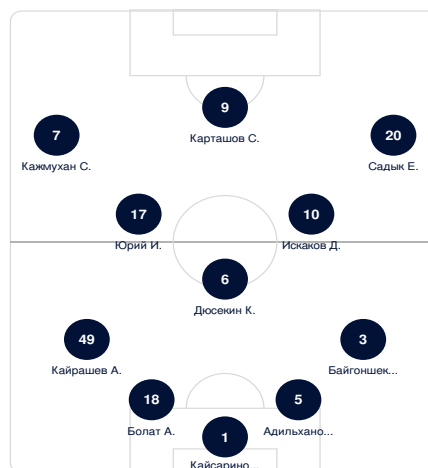 9
Карташов С.
7
Кажмухан С.
20
Садык Е.
17
Юрий И.
10
Искаков Д.
6
Дюсекин К.
49
Кайрашев А.
3
Байгоншек...
18
Болат А.
5
Адильхано...
1
Кайсарино...